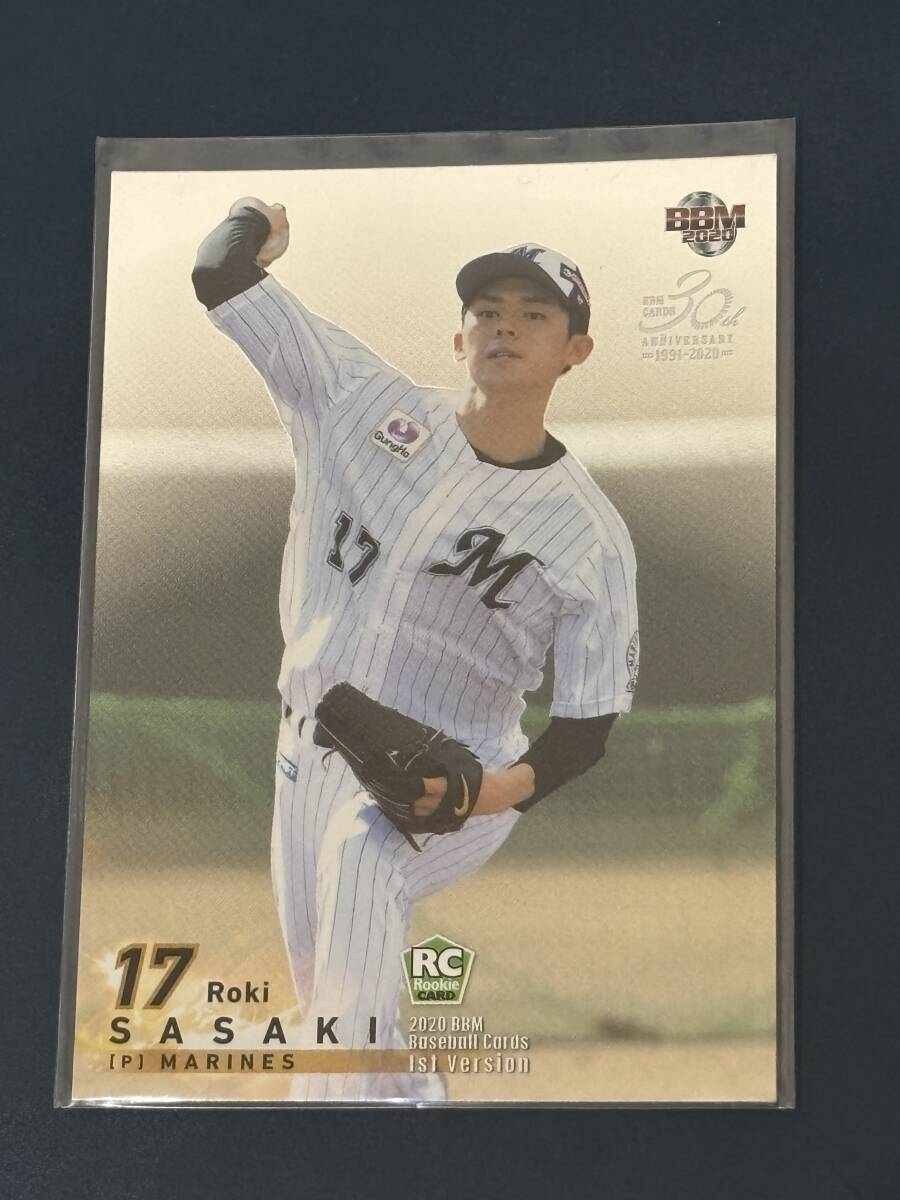 BBM
2020
BBM
CARDS
30th
ANNIVERSARY
1991-2020
M
GungHo
17
M
17 Roki
SASAKI
[P] MARINES
RC
Rookie
CARD
2020 BBM
Baseball Cards
1st Version